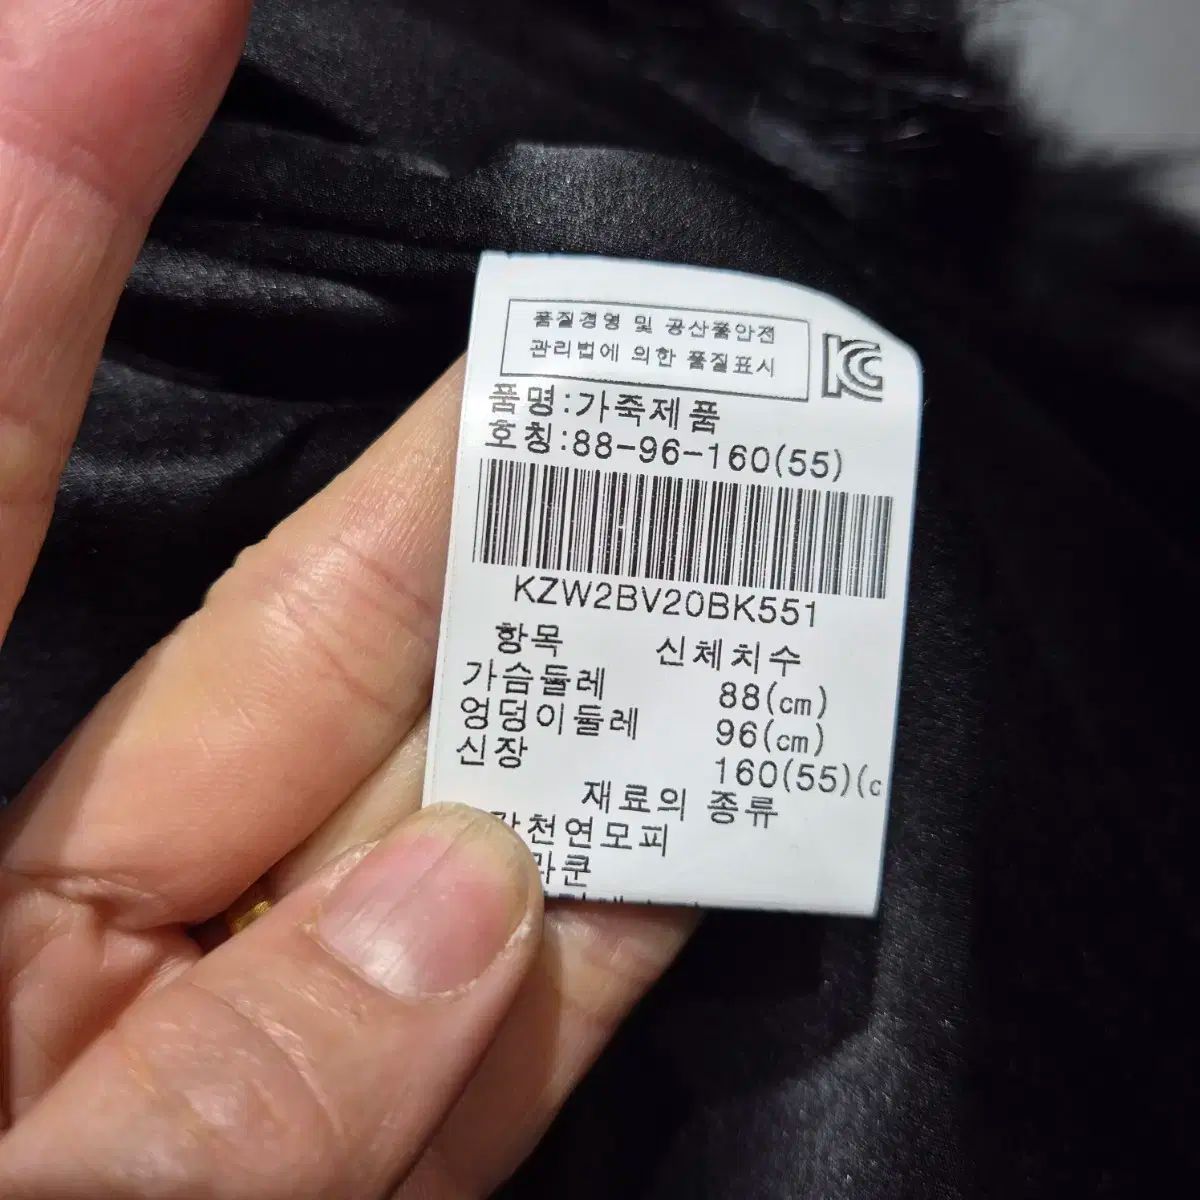 품질경영 및 공산품안전
관리법에 의한 품질표시
KC
품명:가죽제품
호칭:88-96-160(55)
KZW2BV20BK551
항목 신체치수
가슴둘레 88(cm)
엉덩이둘레 96(cm)
신장 160(55)(c
재료의 종류
천연모피
라쿤